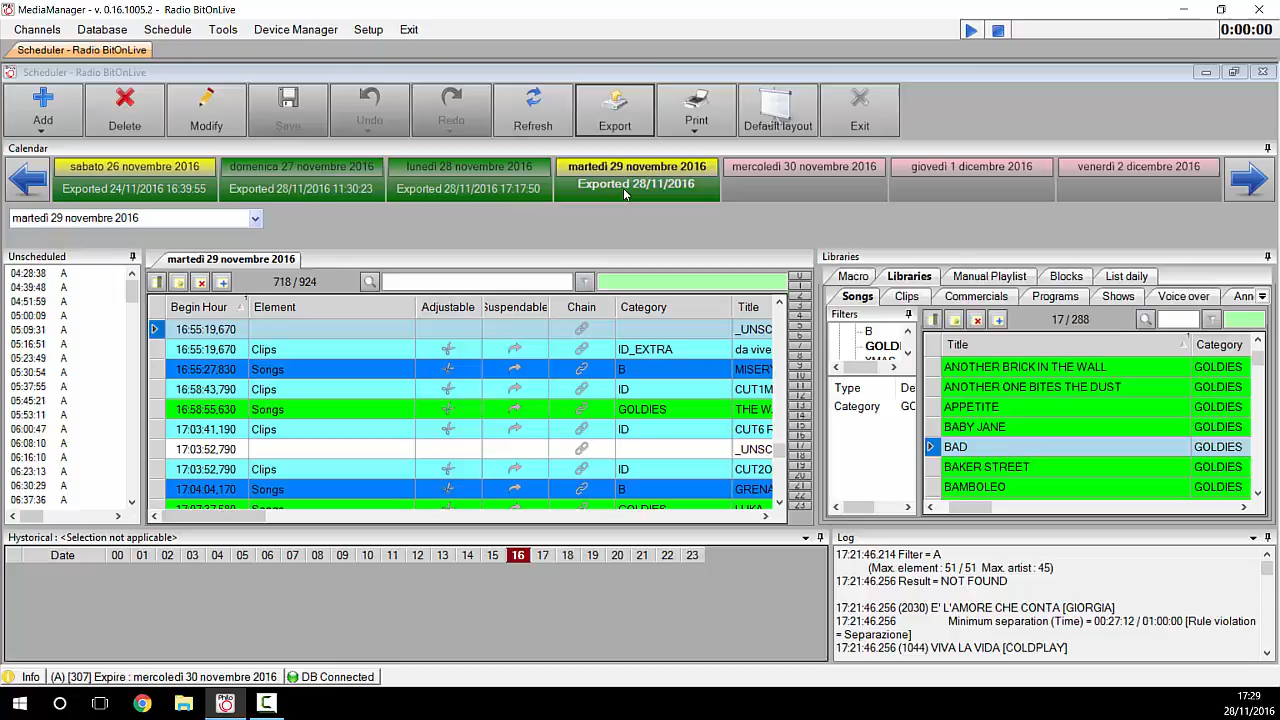 MediaManager - v. 0.16.1005.2 - Radio BitOnLive
Channels Database Schedule Tools Device Manager Setup Exit 0:00:00
Scheduler - Radio BitOnLive
Scheduler - Radio BitOnLive
Add Delete Modify Save Undo Redo Refresh Export Print Default layout Exit
Calendar
sabato 26 novembre 2016 domenica 27 novembre 2016 lunedì 28 novembre 2016 martedì 29 novembre 2016 mercoledì 30 novembre 2016 giovedì 1 dicembre 2016 venerdì 2 dicembre 2016
Exported 24/11/2016 16:39:55 Exported 28/11/2016 11:30:23 Exported 28/11/2016 17:17:50 Exported 28/11/2016
martedì 29 novembre 2016
Unscheduled
04:28:38 A
04:39:48 A
04:51:59 A
05:00:09 A
05:09:31 A
05:16:51 A
05:23:49 A
05:30:54 A
05:37:55 A
05:45:21 A
05:53:11 A
06:00:47 A
06:08:10 A
06:16:10 A
06:23:13 A
06:30:29 A
06:37:36 A
martedì 29 novembre 2016
718 / 924
Begin Hour Element Adjustable Suspendable Chain Category Title
16:55:19,670 _UNSC
16:55:19,670 Clips ID_EXTRA da vive
16:55:27,830 Songs B MISERY
16:58:43,790 Clips ID CUT1M
16:58:55,630 Songs GOLDIES THE W
17:03:41,190 Clips ID CUT6 F
17:03:52,790 _UNSC
17:03:52,790 Clips ID CUT2O
17:04:04,170 Songs B GRENA
17:07:37,580 Songs GOLDIES LUKA
Libraries
Macro Libraries Manual Playlist Blocks List daily
Songs Clips Commercials Programs Shows Voice over Ann
Filters
B
GOLDI
XMAS
Type De
Category GC
17 / 288
Title Category
ANOTHER BRICK IN THE WALL GOLDIES
ANOTHER ONE BITES THE DUST GOLDIES
APPETITE GOLDIES
BABY JANE GOLDIES
BAD GOLDIES
BAKER STREET GOLDIES
BAMBOLEO GOLDIES
Hystorical : <Selection not applicable>
Date 00 01 02 03 04 05 06 07 08 09 10 11 12 13 14 15 16 17 18 19 20 21 22 23
Log
17:21:46.214 Filter = A
(Max. element : 51 / 51 Max. artist : 45)
17:21:46.256 Result = NOT FOUND
17:21:46.256 (2030) E' L'AMORE CHE CONTA [GIORGIA]
17:21:46.256 Minimum separation (Time) = 00:27:12 / 01:00:00 [Rule violation
= Separazione]
17:21:46.256 (1044) VIVA LA VIDA [COLDPLAY]
Info (A) [307] Expire : mercoledì 30 novembre 2016 DB Connected
17:29
28/11/2016